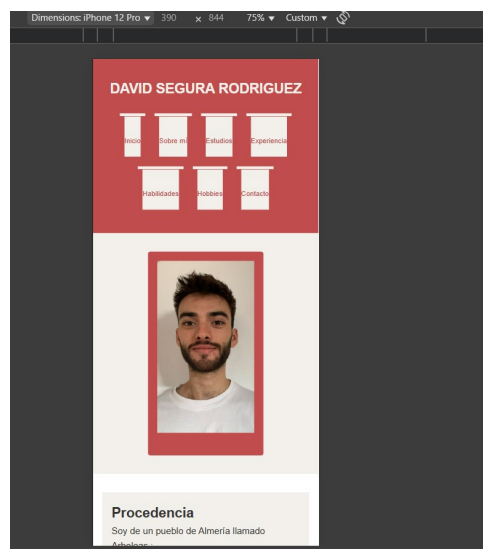 Dimensions: iPhone 12 Pro ▼ 390 x 844 75% ▼ Custom ▼
DAVID SEGURA RODRIGUEZ
Inicio Sobre mi Estudios Experiencia
Habilidades Hobbies Contacto
Procedencia
Soy de un pueblo de Almería llamado
Arboleas :